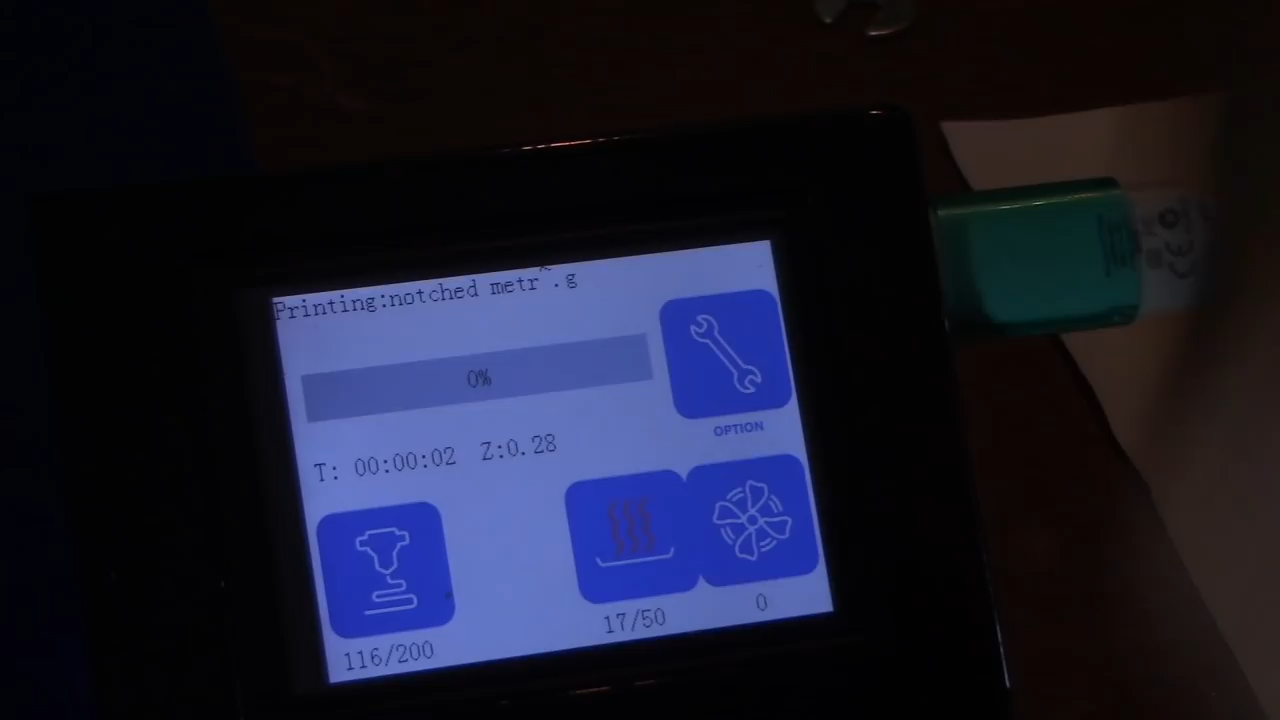 Printing:notched metr^.g
0%
OPTION
T: 00:00:02 Z:0.28
116/200
17/50
0